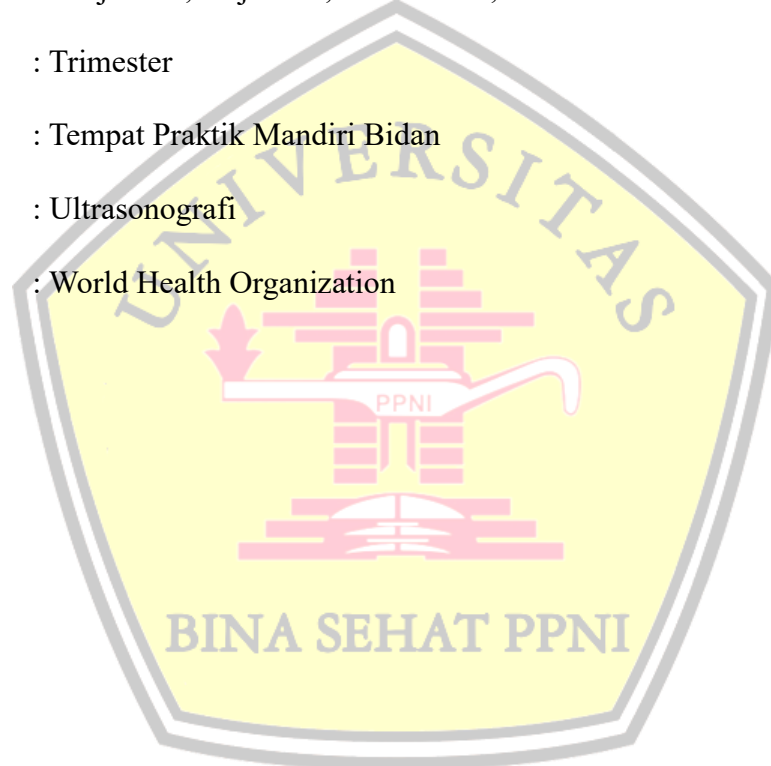 : Trimester
: Tempat Praktik Mandiri Bidan
: Ultrasonografi
: World Health Organization
UNIVERSITAS
PPNI
BINA SEHAT PPNI